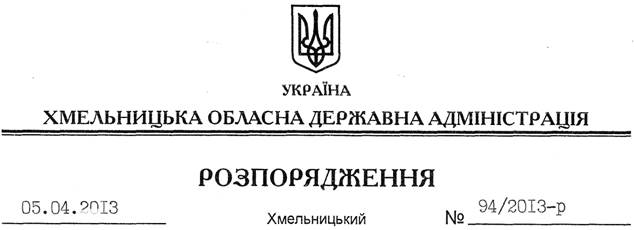 УКРАЇНА
ХМЕЛЬНИЦЬКА ОБЛАСНА ДЕРЖАВНА АДМІНІСТРАЦІЯ
РОЗПОРЯДЖЕННЯ
05.04.2013 Хмельницький № 94/2013-р